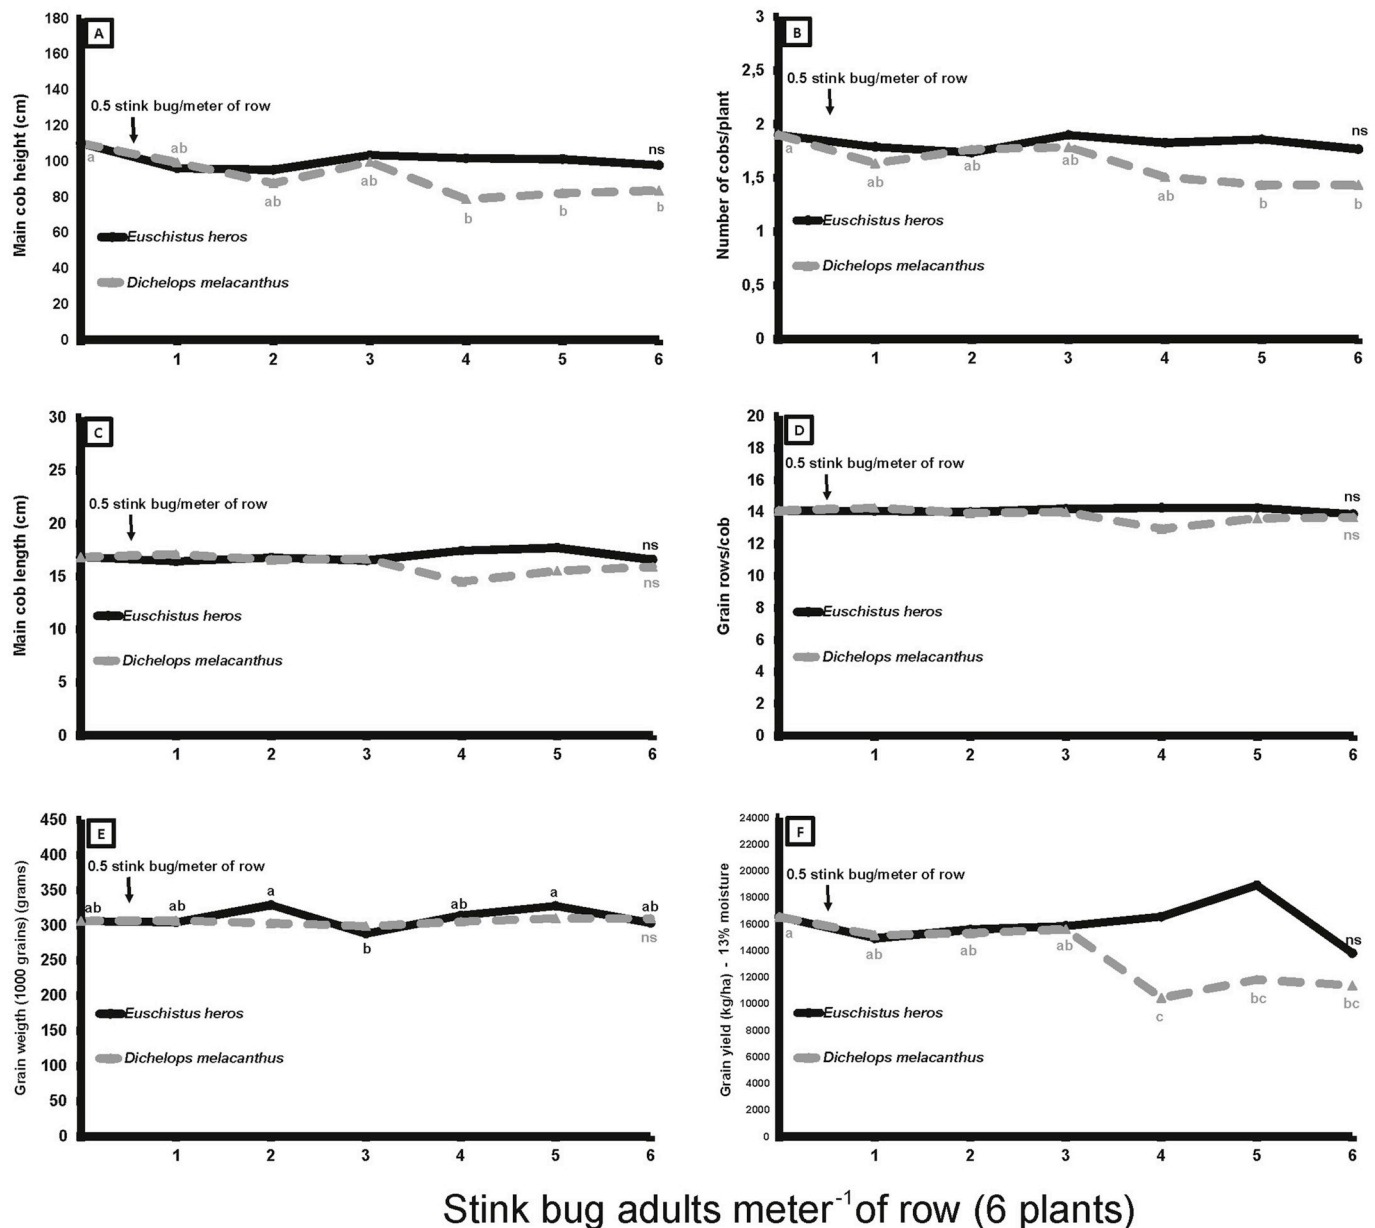 A
Main cob height (cm)
180
160
140
120
100
80
60
40
20
0
0.5 stink bug/meter of row
a
ab
ab
ab
b
b
b
ns
Euschistus heros
Dichelops melacanthus
1 2 3 4 5 6
B
Number of cobs/plant
3
2,5
2
1,5
1
0,5
0
0.5 stink bug/meter of row
a
ab
ab
ab
ab
b
b
ns
Euschistus heros
Dichelops melacanthus
1 2 3 4 5 6
C
Main cob length (cm)
30
25
20
15
10
5
0
0.5 stink bug/meter of row
ns
ns
Euschistus heros
Dichelops melacanthus
1 2 3 4 5 6
D
Grain rows/cob
20
18
16
14
12
10
8
6
4
2
0
0.5 stink bug/meter of row
ns
ns
Euschistus heros
Dichelops melacanthus
1 2 3 4 5 6
E
Grain weigth (1000 grains) (grams)
450
400
350
300
250
200
150
100
50
0
0.5 stink bug/meter of row
ab
ab
a
b
ab
a
ab
ns
Euschistus heros
Dichelops melacanthus
1 2 3 4 5 6
F
Grain yield (kg/ha) - 13% moisture
24000
22000
20000
18000
16000
14000
12000
10000
8000
6000
4000
2000
0
0.5 stink bug/meter of row
a
ab
ab
ab
c
bc
bc
ns
Euschistus heros
Dichelops melacanthus
1 2 3 4 5 6
Stink bug adults meter⁻¹ of row (6 plants)